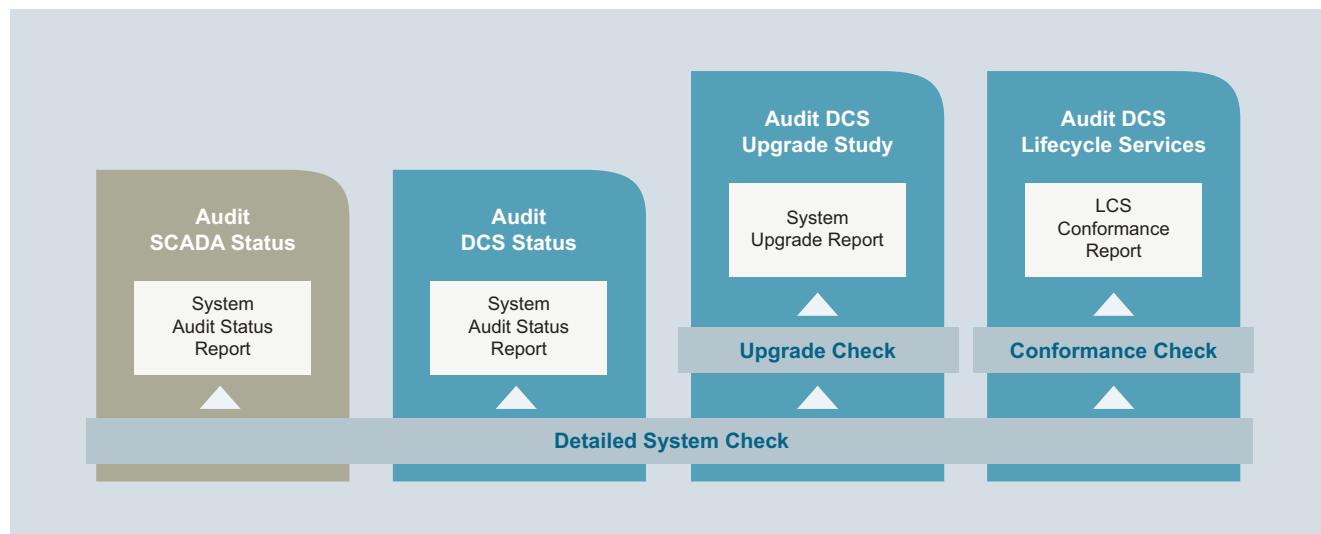 Audit
SCADA Status
System
Audit Status
Report
Audit
DCS Status
System
Audit Status
Report
Audit DCS
Upgrade Study
System
Upgrade Report
Upgrade Check
Audit DCS
Lifecycle Services
LCS
Conformance
Report
Conformance Check
Detailed System Check